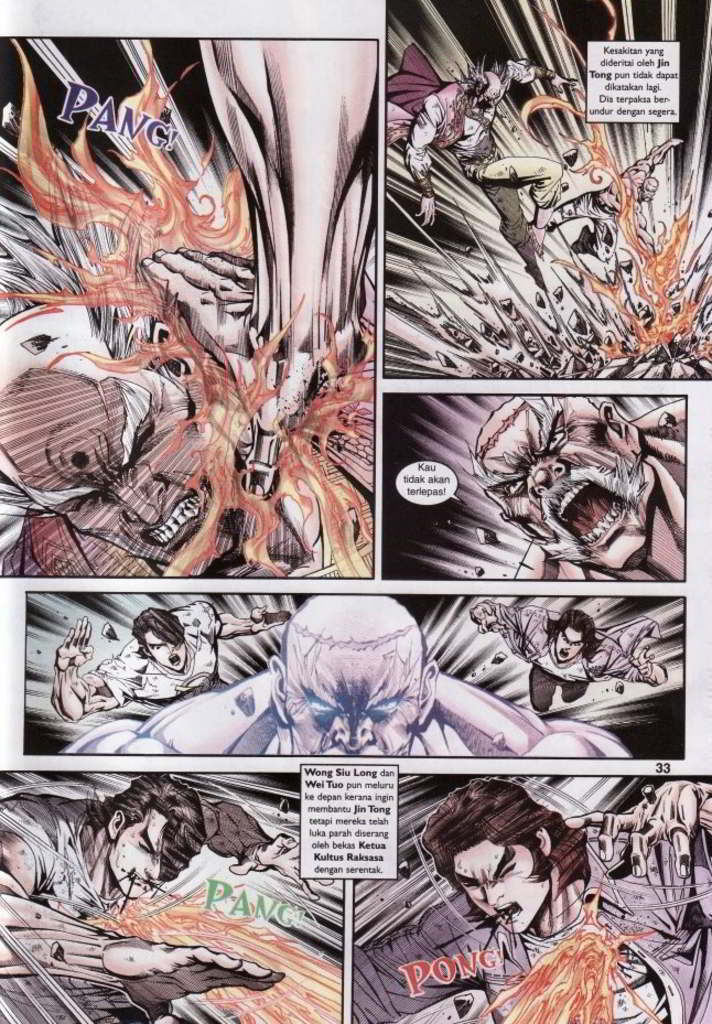 PANG!
Kesakitan yang
dideritai oleh Jin
Tong pun tidak dapat
dikatakan lagi.
Dia terpaksa ber-
undur dengan segera.
Kau
tidak akan
terlepas!
33
Wong Siu Long dan
Wei Tuo pun meluru
ke depan kerana ingin
membantu Jin Tong
tetapi mereka telah
luka parah diserang
oleh bekas Ketua
Kultus Raksasa
dengan serentak.
PANG!
PONG!